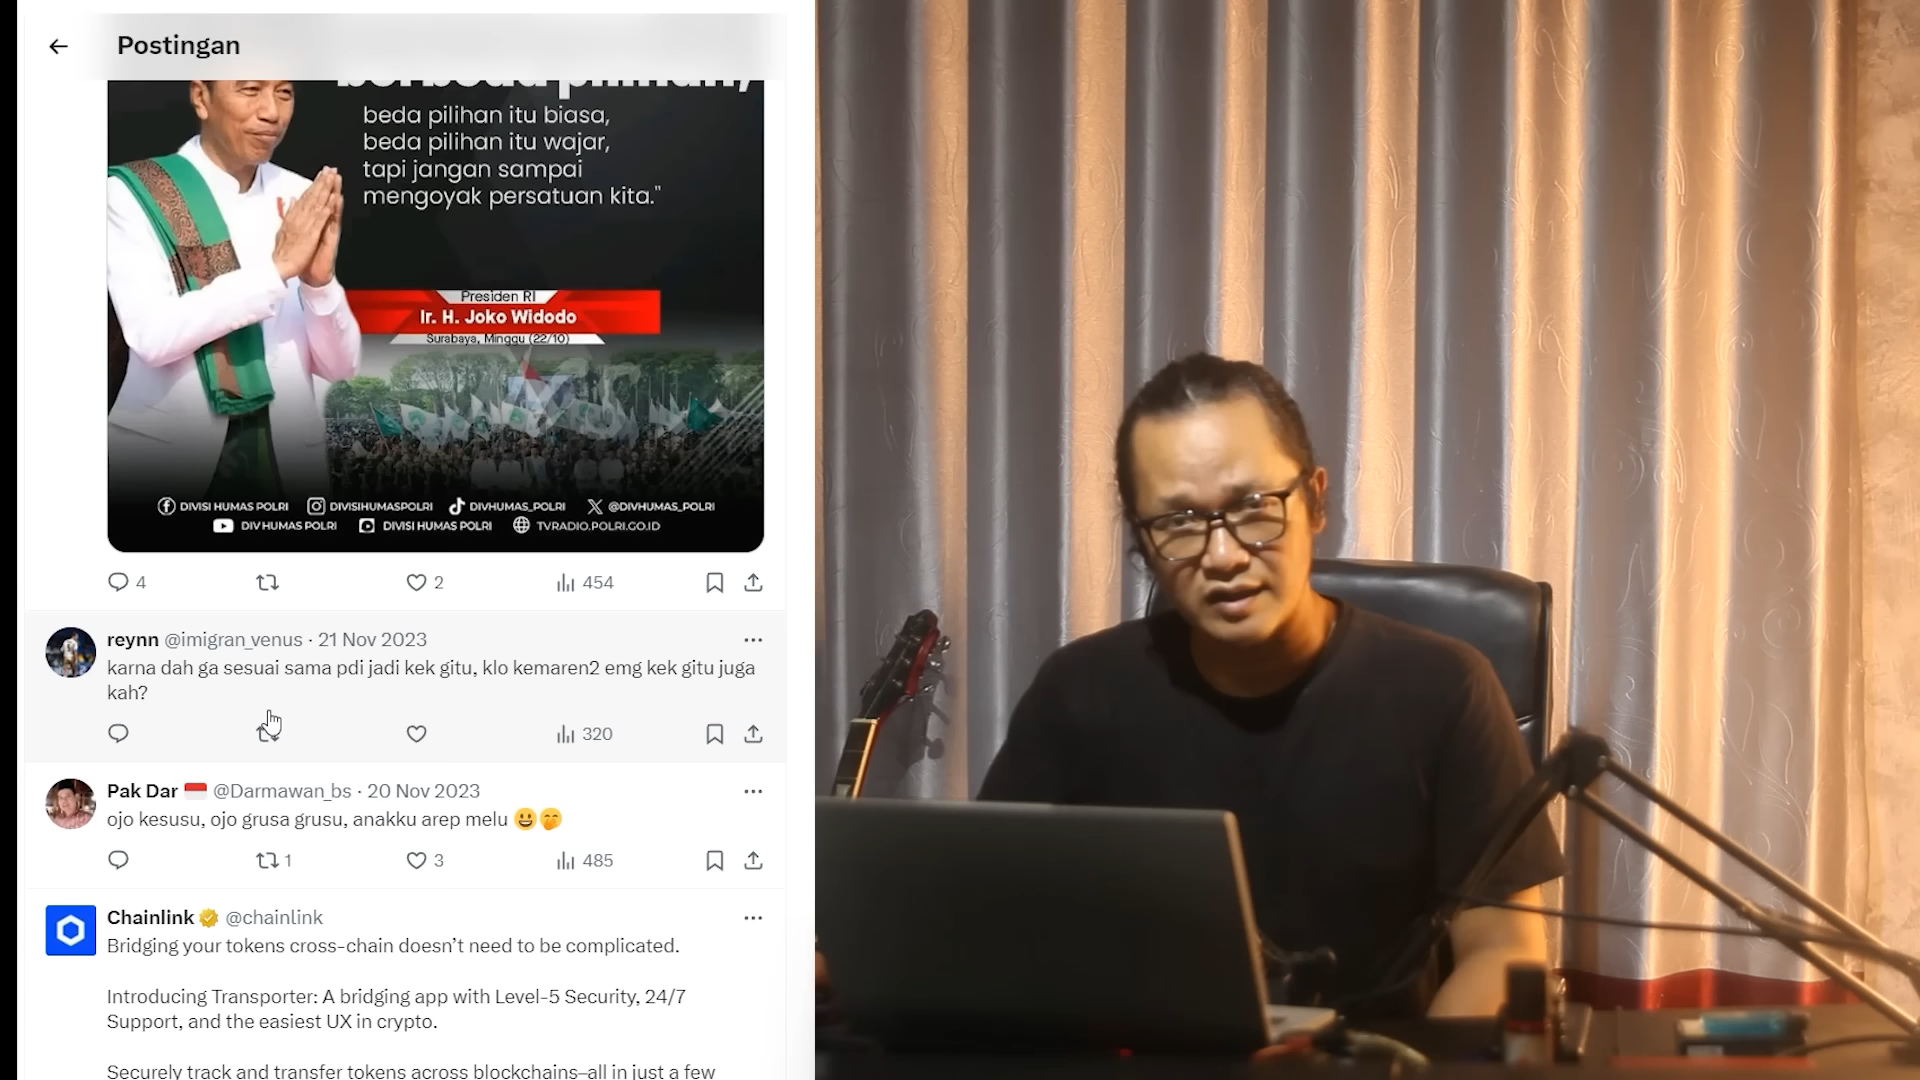 Postingan
beda pilihan itu biasa,
beda pilihan itu wajar,
tapi jangan sampai
mengoyak persatuan kita."
Presiden RI
Ir. H. Joko Widodo
Surabaya, Minggu (22/10)
DIVISI HUMAS POLRI DIVISIHUMASPOLRI DIVHUMAS_POLRI @DIVHUMAS_POLRI
DIV HUMAS POLRI DIVISI HUMAS POLRI TVRADIO.POLRI.GO.ID
4 2 454
reynn @imigran_venus · 21 Nov 2023
karna dah ga sesuai sama pdi jadi kek gitu, klo kemaren2 emg kek gitu juga
kah?
320
Pak Dar @Darmawan_bs · 20 Nov 2023
ojo kesusu, ojo grusa grusu, anakku arep melu 😃🤭
1 3 485
Chainlink @chainlink
Bridging your tokens cross-chain doesn't need to be complicated.
Introducing Transporter: A bridging app with Level-5 Security, 24/7
Support, and the easiest UX in crypto.
Securely track and transfer tokens across blockchains–all in just a few